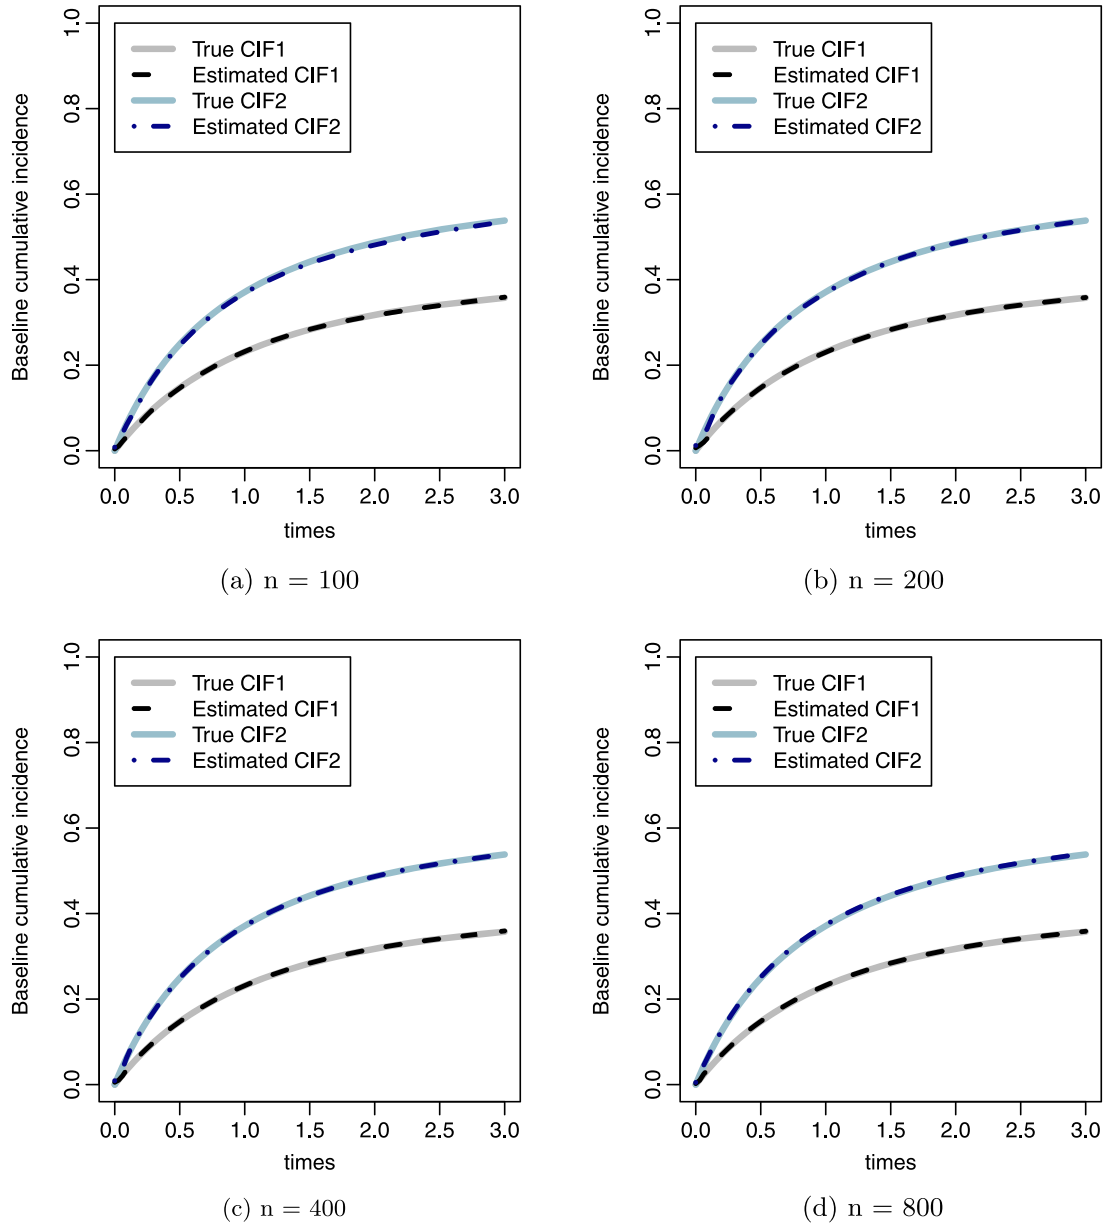 True CIF1
Estimated CIF1
True CIF2
Estimated CIF2
Baseline cumulative incidence
1.0
0.8
0.6
0.4
0.2
0.0
0.0 0.5 1.0 1.5 2.0 2.5 3.0
times
(a) n = 100
True CIF1
Estimated CIF1
True CIF2
Estimated CIF2
Baseline cumulative incidence
1.0
0.8
0.6
0.4
0.2
0.0
0.0 0.5 1.0 1.5 2.0 2.5 3.0
times
(b) n = 200
True CIF1
Estimated CIF1
True CIF2
Estimated CIF2
Baseline cumulative incidence
1.0
0.8
0.6
0.4
0.2
0.0
0.0 0.5 1.0 1.5 2.0 2.5 3.0
times
(c) n = 400
True CIF1
Estimated CIF1
True CIF2
Estimated CIF2
Baseline cumulative incidence
1.0
0.8
0.6
0.4
0.2
0.0
0.0 0.5 1.0 1.5 2.0 2.5 3.0
times
(d) n = 800